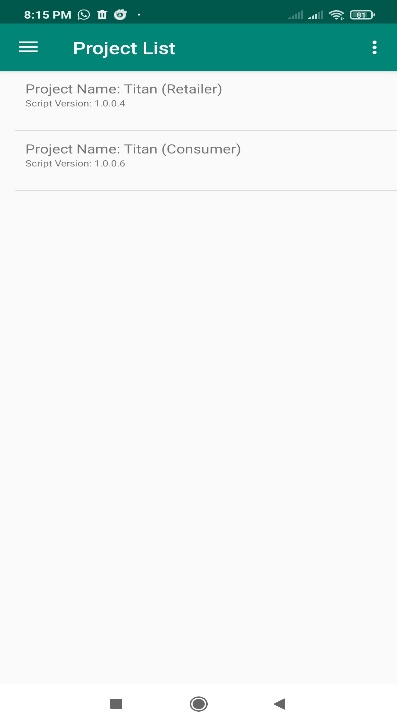 8:15 PM
81
Project List
Project Name: Titan (Retailer)
Script Version: 1.0.0.4
Project Name: Titan (Consumer)
Script Version: 1.0.0.6